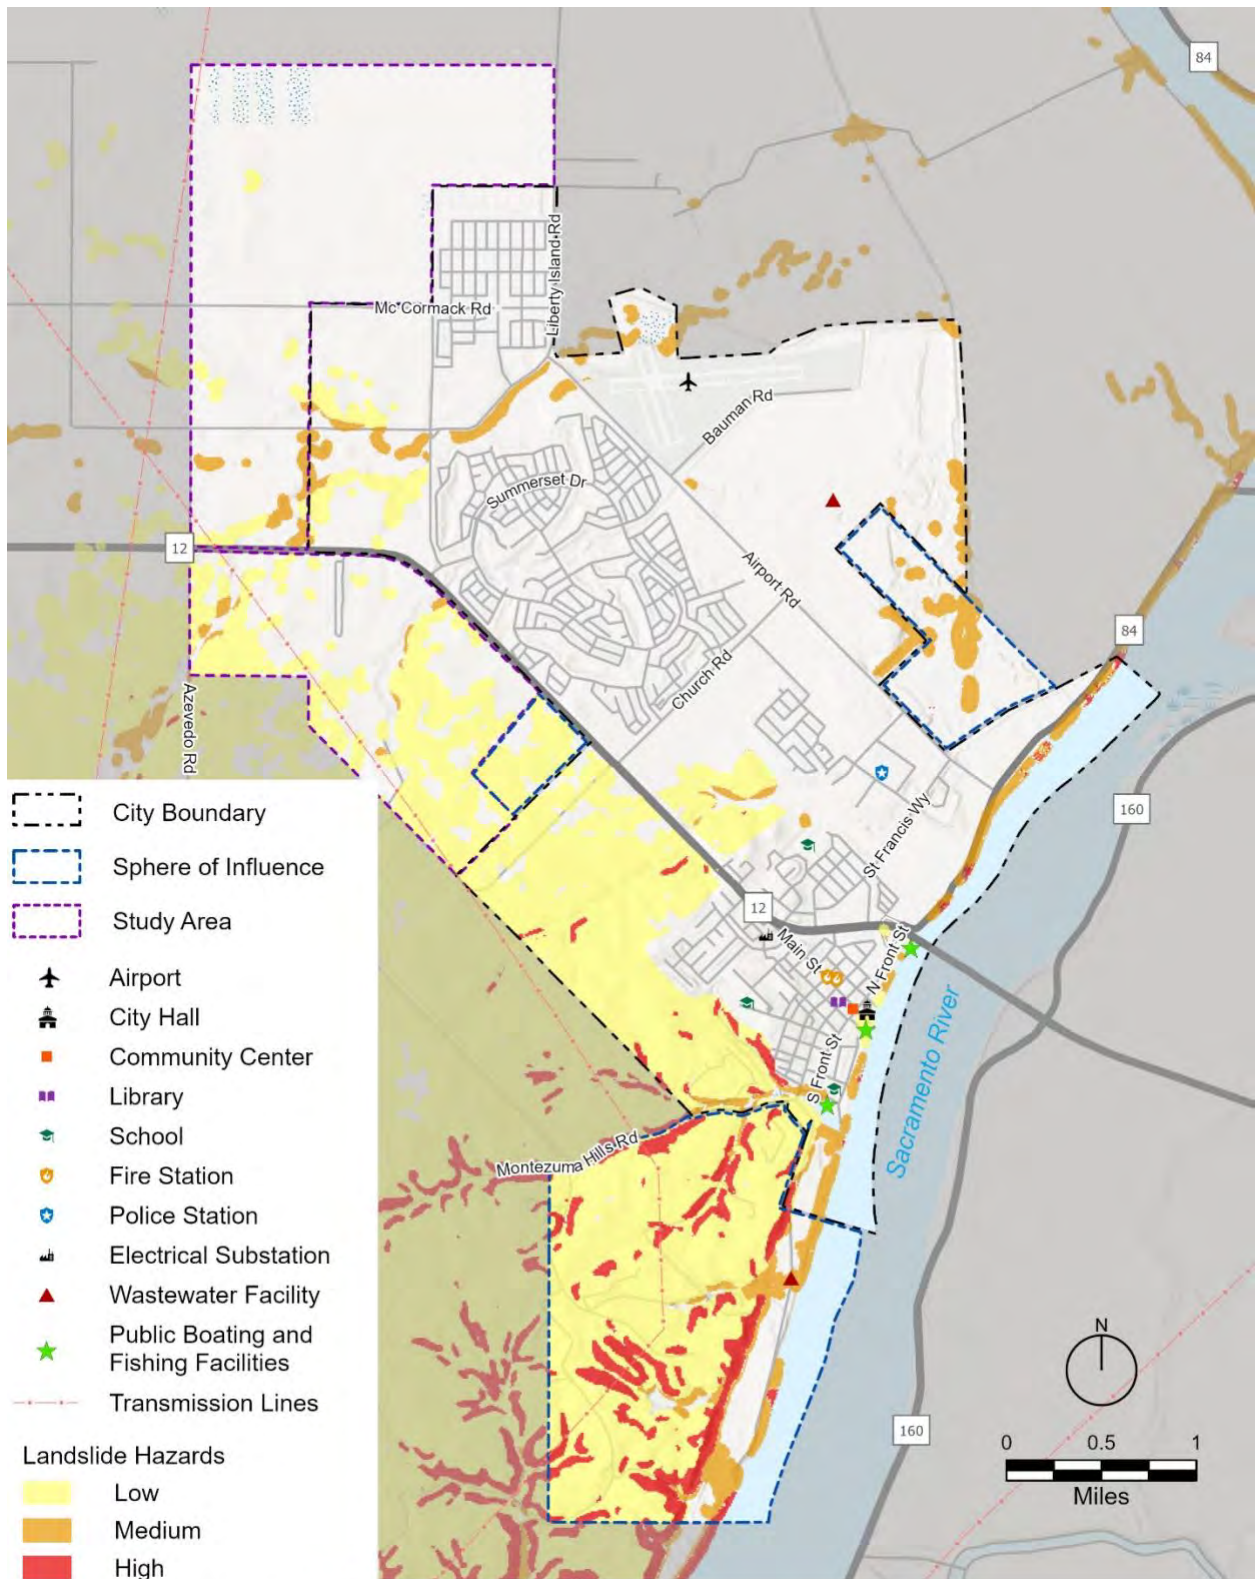 84
Liberty Island Rd
Mc Cormack Rd
Bauman Rd
Summerset Dr
12
Airport Rd
84
Church Rd
Azevedo Rd
160
St Francis Wy
12
Main St
N Front St
Sacramento River
S Front St
Montezuma Hills Rd
City Boundary
Sphere of Influence
Study Area
Airport
City Hall
Community Center
Library
School
Fire Station
Police Station
Electrical Substation
Wastewater Facility
Public Boating and
Fishing Facilities
Transmission Lines
Landslide Hazards
Low
Medium
High
N
160
0 0.5 1
Miles